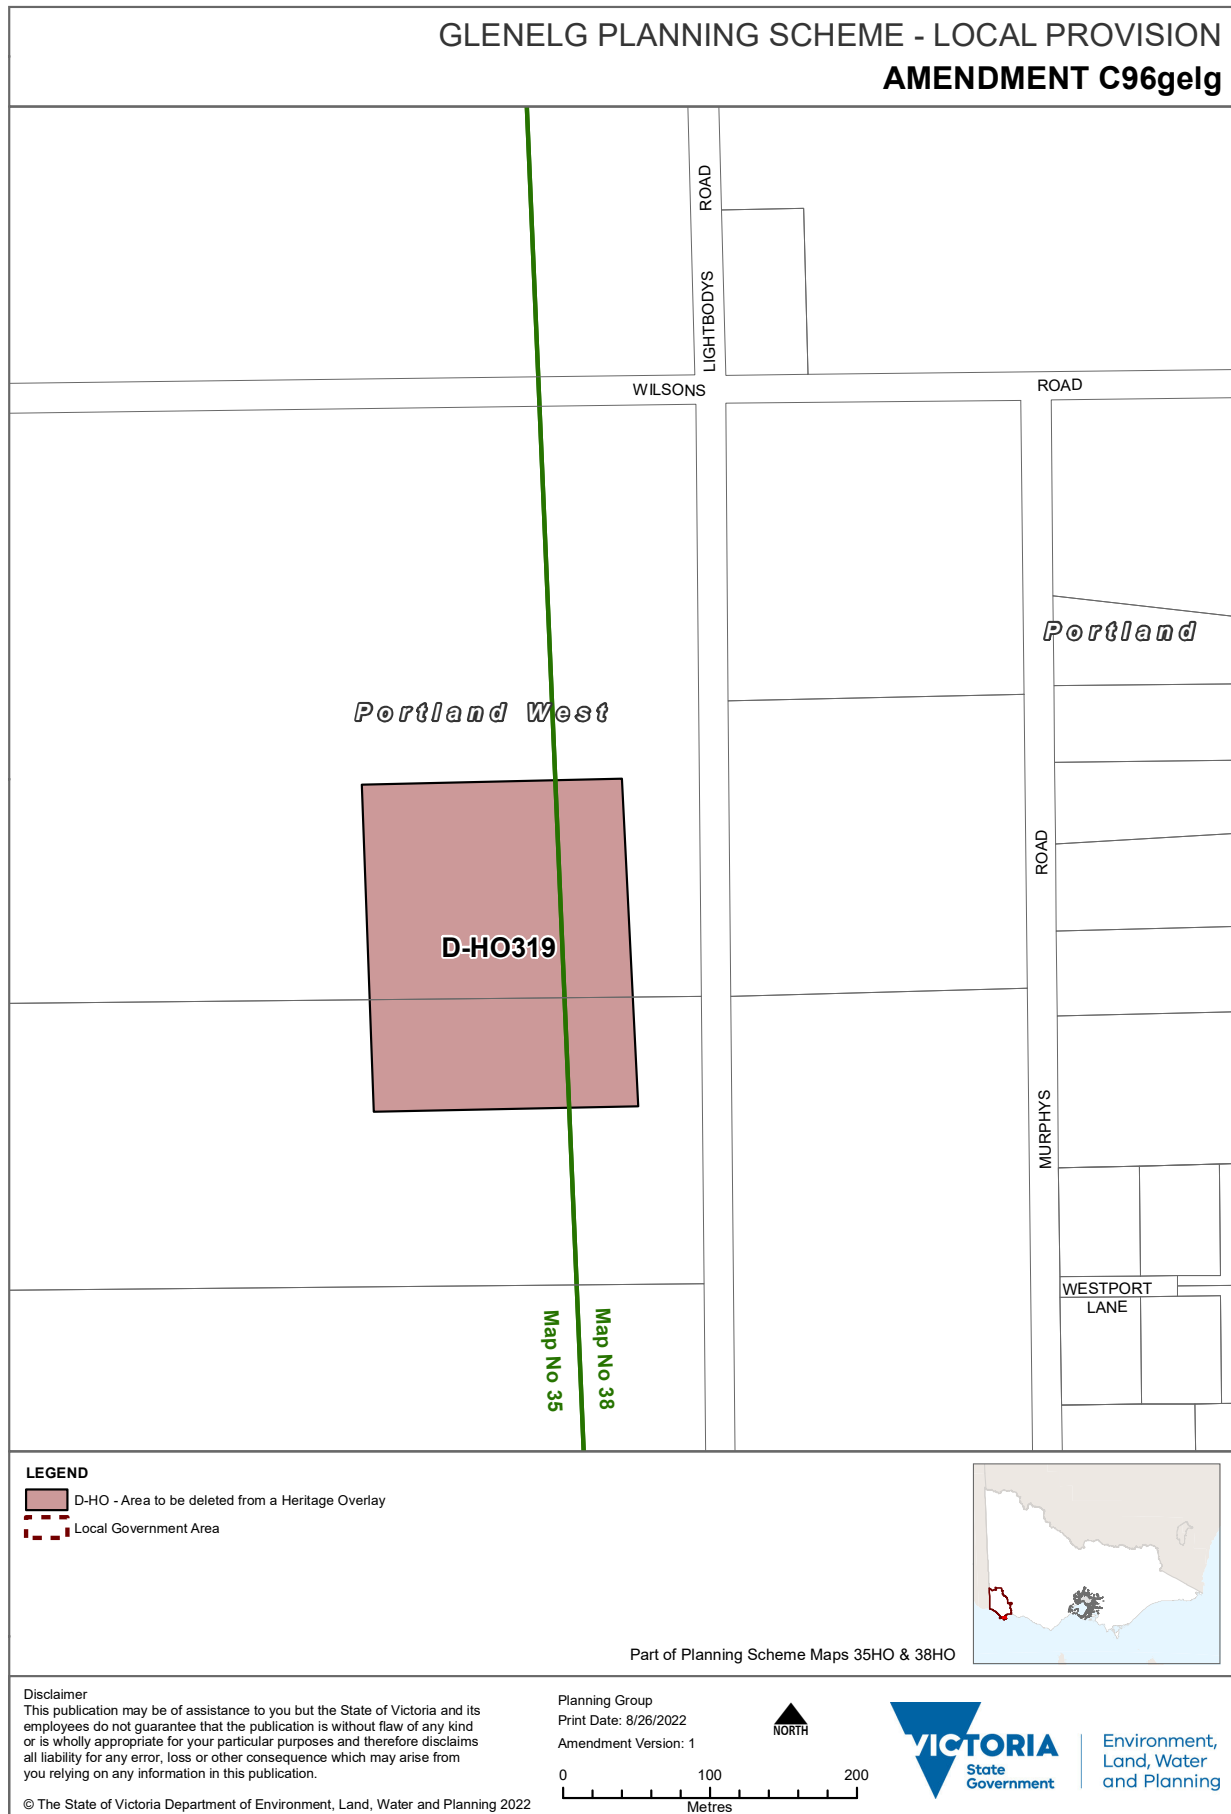 GLENELG PLANNING SCHEME - LOCAL PROVISION
AMENDMENT C96gelg
ROAD
LIGHTBODYS
WILSONS
ROAD
Portland
Portland West
ROAD
D-HO319
MURPHYS
WESTPORT
LANE
Map No 35
Map No 38
LEGEND
D-HO - Area to be deleted from a Heritage Overlay
Local Government Area
Part of Planning Scheme Maps 35HO & 38HO
Disclaimer
This publication may be of assistance to you but the State of Victoria and its
employees do not guarantee that the publication is without flaw of any kind
or is wholly appropriate for your particular purposes and therefore disclaims
all liability for any error, loss or other consequence which may arise from
you relying on any information in this publication.
© The State of Victoria Department of Environment, Land, Water and Planning 2022
Planning Group
Print Date: 8/26/2022
Amendment Version: 1
0 100 200
Metres
NORTH
VICTORIA
State
Government
Environment,
Land, Water
and Planning